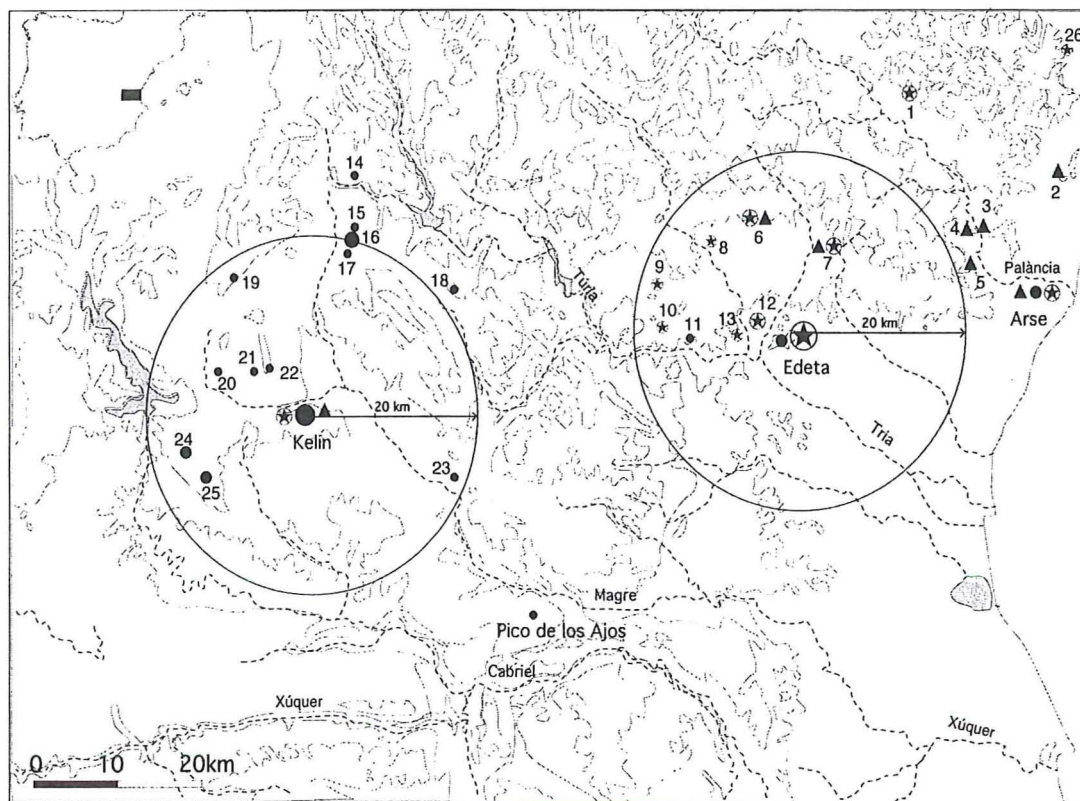 26
1
2
14
3
4
6
15
16
8
7
17
5
Palància
19
9
18
Túria
Arse
12
10
13
20 km
11
21
22
20
Edeta
20 km
Kelin
Tria
24
23
25
Magre
Pico de los Ajos
Cabriel
Xúquer
Xúquer
0 10 20km